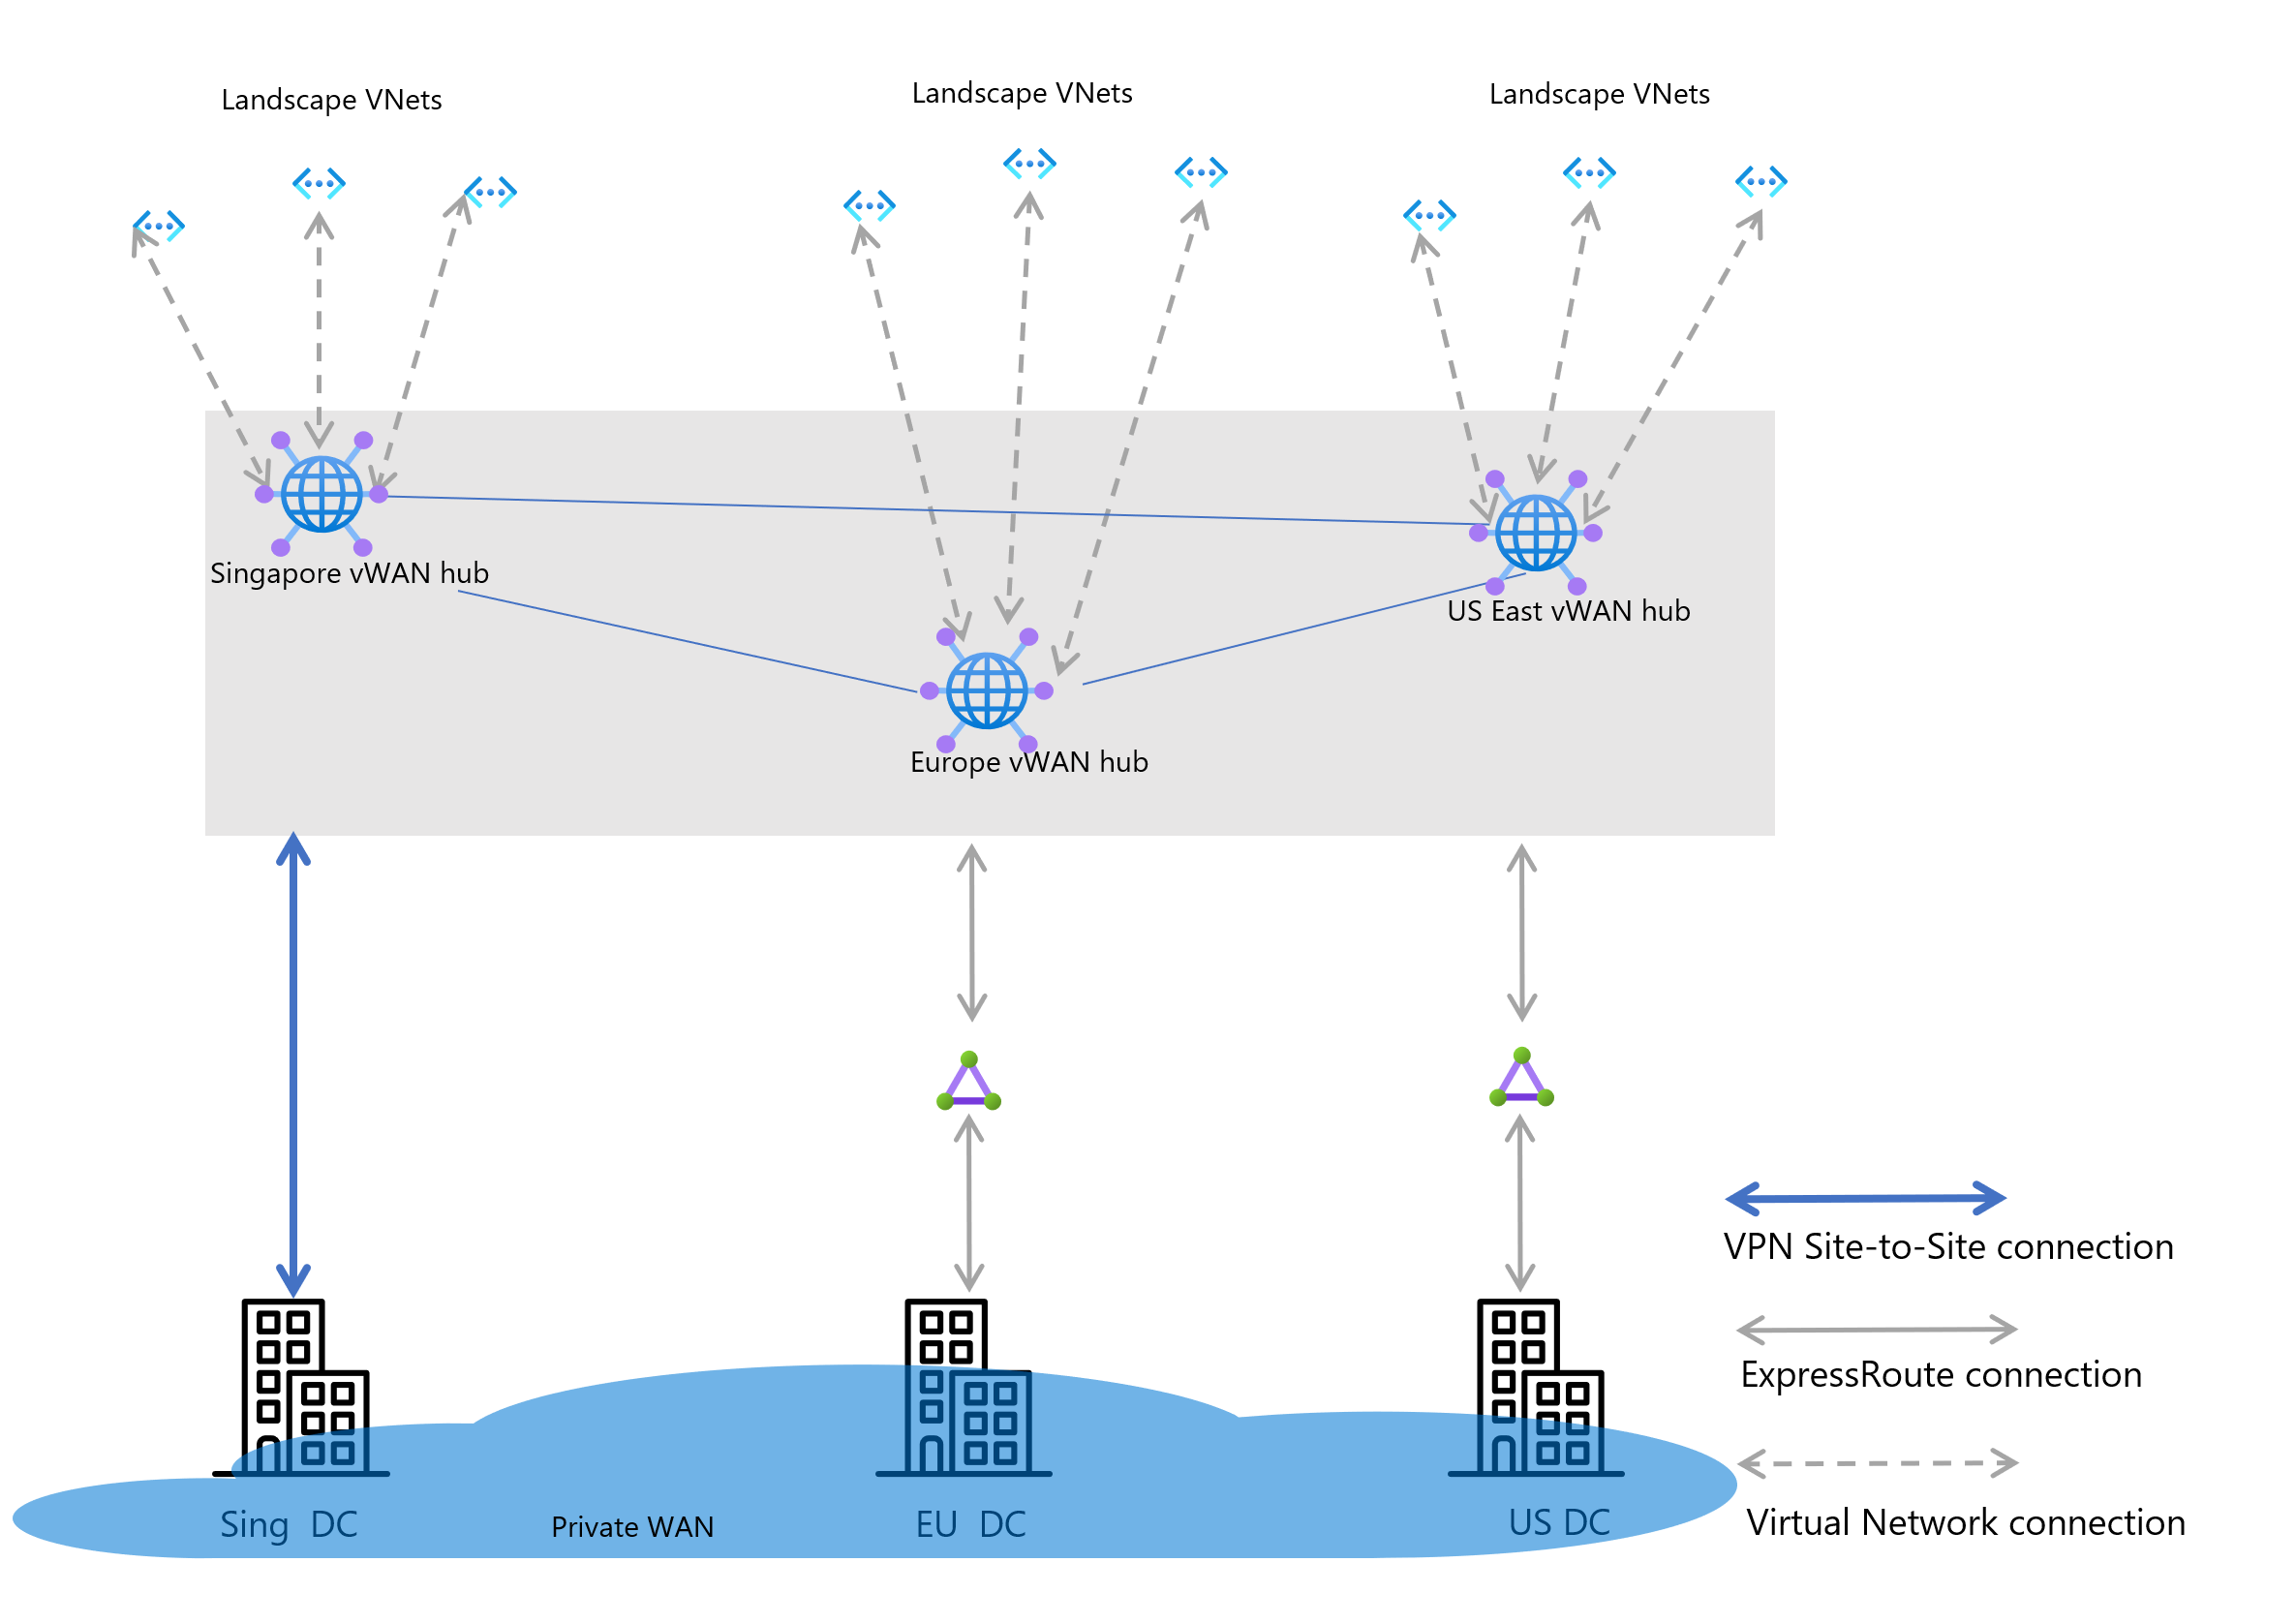 Landscape VNets
Landscape VNets
Landscape VNets
Singapore vWAN hub
US East vWAN hub
Europe vWAN hub
VPN Site-to-Site connection
ExpressRoute connection
Virtual Network connection
Sing DC
Private WAN
EU DC
US DC